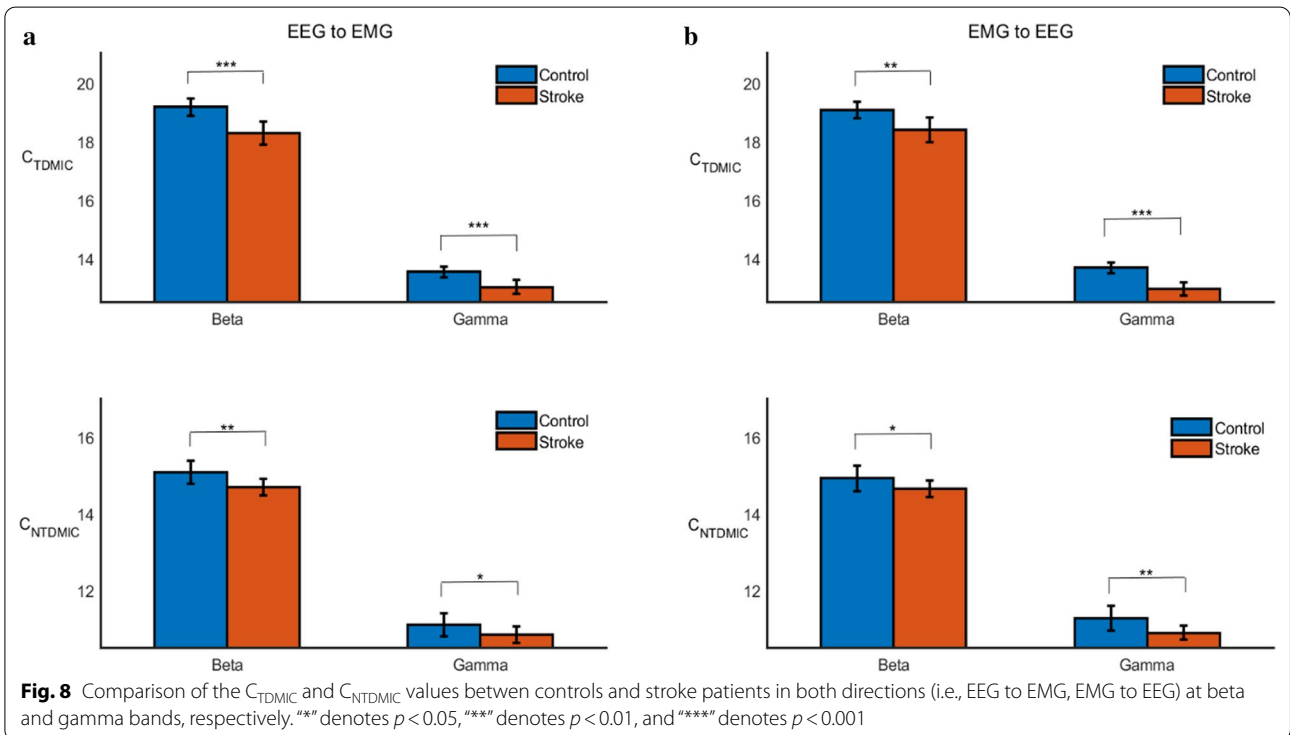 a EEG to EMG
*** Control
Stroke
20
18
C_TDMIC
16
14
***
Beta Gamma
b EMG to EEG
** Control
Stroke
20
18
C_TDMIC
16
14
***
Beta Gamma
Control
Stroke
16
**
14
C_NTDMIC
12
*
Beta Gamma
Control
Stroke
16
*
14
C_NTDMIC
12
**
Beta Gamma
Fig. 8 Comparison of the C_TDMIC and C_NTDMIC values betwen controls and stroke patients in both directions (i.e., EEG to EMG, EMG to EEG) at beta
and gamma bands, respectively. “*” denotes p < 0.05, “**” denotes p < 0.01, and “***” denotes p < 0.001